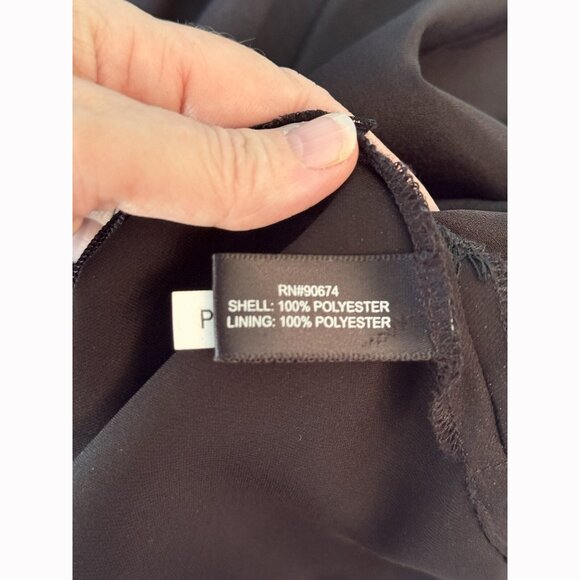 RN#90674
SHELL: 100% POLYESTER
LINING: 100% POLYESTER
P